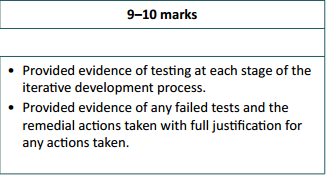 9–10 marks
• Provided evidence of testing at each stage of the
iterative development process.
• Provided evidence of any failed tests and the
remedial actions taken with full justification for
any actions taken.